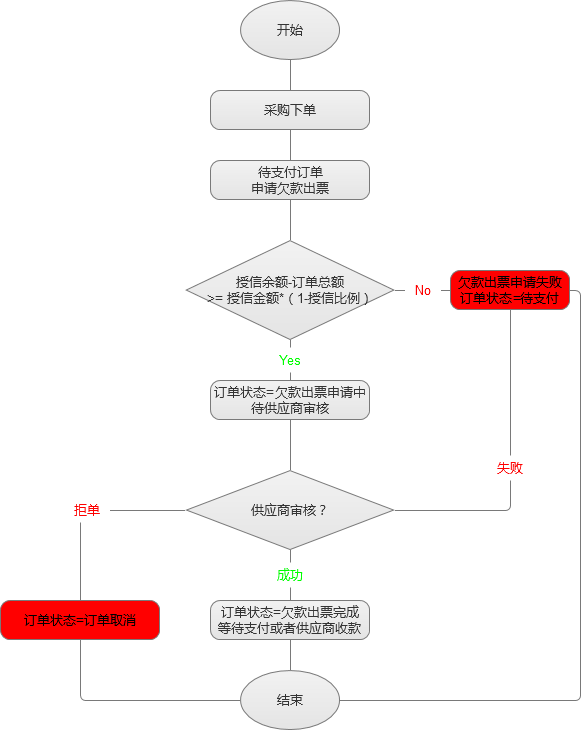 开始
采购下单
待支付订单
申请欠款出票
授信余额-订单总额
>= 授信金额*（1-授信比例）
No
欠款出票申请失败
订单状态=待支付
Yes
订单状态=欠款出票申请中
待供应商审核
失败
拒单
供应商审核？
成功
订单状态=订单取消
订单状态=欠款出票完成
等待支付或者供应商收款
结束